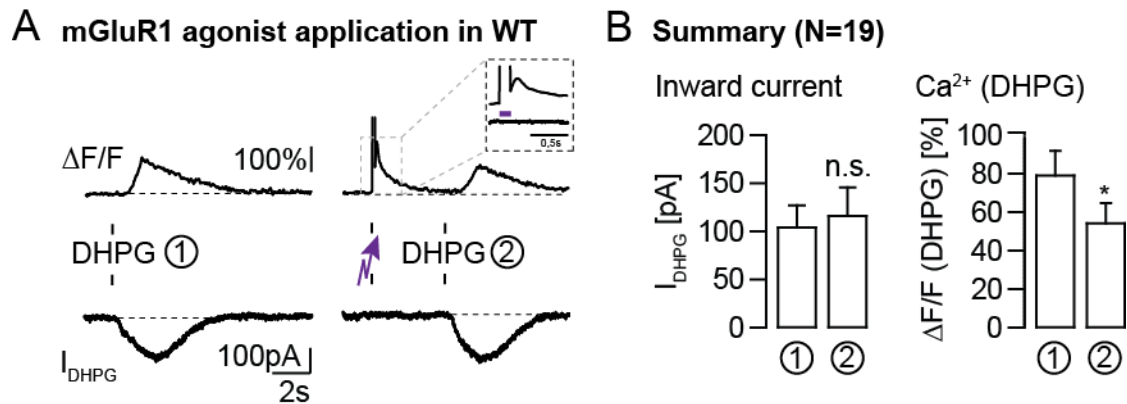 A mGluR1 agonist application in WT
ΔF/F
100%
0,5s
DHPG ①
DHPG ②
I_DHPG
100pA
2s
B Summary (N=19)
Inward current
I_DHPG [pA]
200
150
100
50
0
n.s.
① ②
Ca²⁺ (DHPG)
ΔF/F (DHPG) [%]
100
80
60
40
20
0
*
① ②